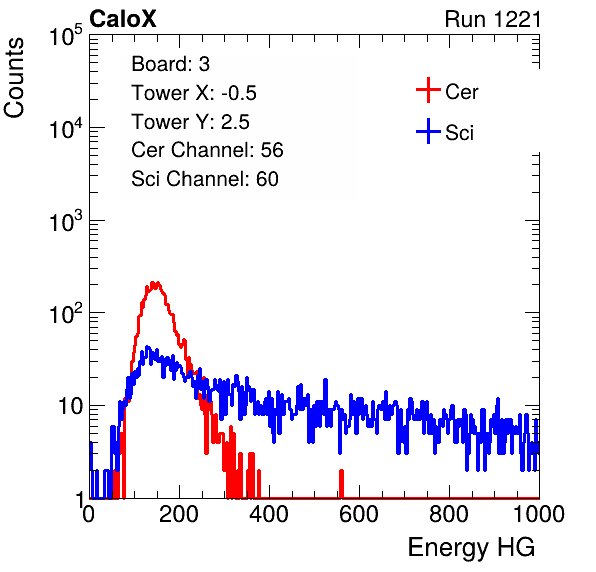 CaloX Run 1221
Counts
10^5
10^4
10^3
10^2
10
1
Board: 3
Tower X: -0.5
Tower Y: 2.5
Cer Channel: 56
Sci Channel: 60
Cer
Sci
0 200 400 600 800 1000
Energy HG